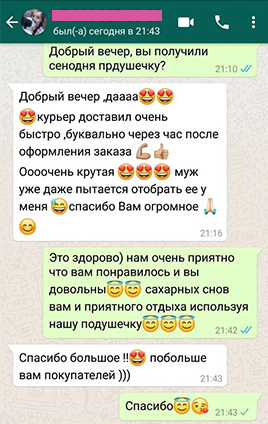 был(-а) сегодня в 21:43
Добрый вечер, вы получили
сенодня прдушечку?
21:10
Добрый вечер ,даааа😍😍
😍курьер доставил очень
быстро ,буквально через час после
оформления заказа 💪👍
Оооочень крутая 😍😍😍 муж
уже даже пытается отобрать ее у
меня 😅спасибо Вам огромное 🙏
😊
21:16
Это здорово) нам очень приятно
что вам понравилось и вы
довольны😇😇 сахарных снов
вам и приятного отдыха используя
нашу подушечку😇😇😇
21:42
Спасибо большое !!😍 побольше
вам покупателей )))
21:43
Спасибо😇😘
21:43